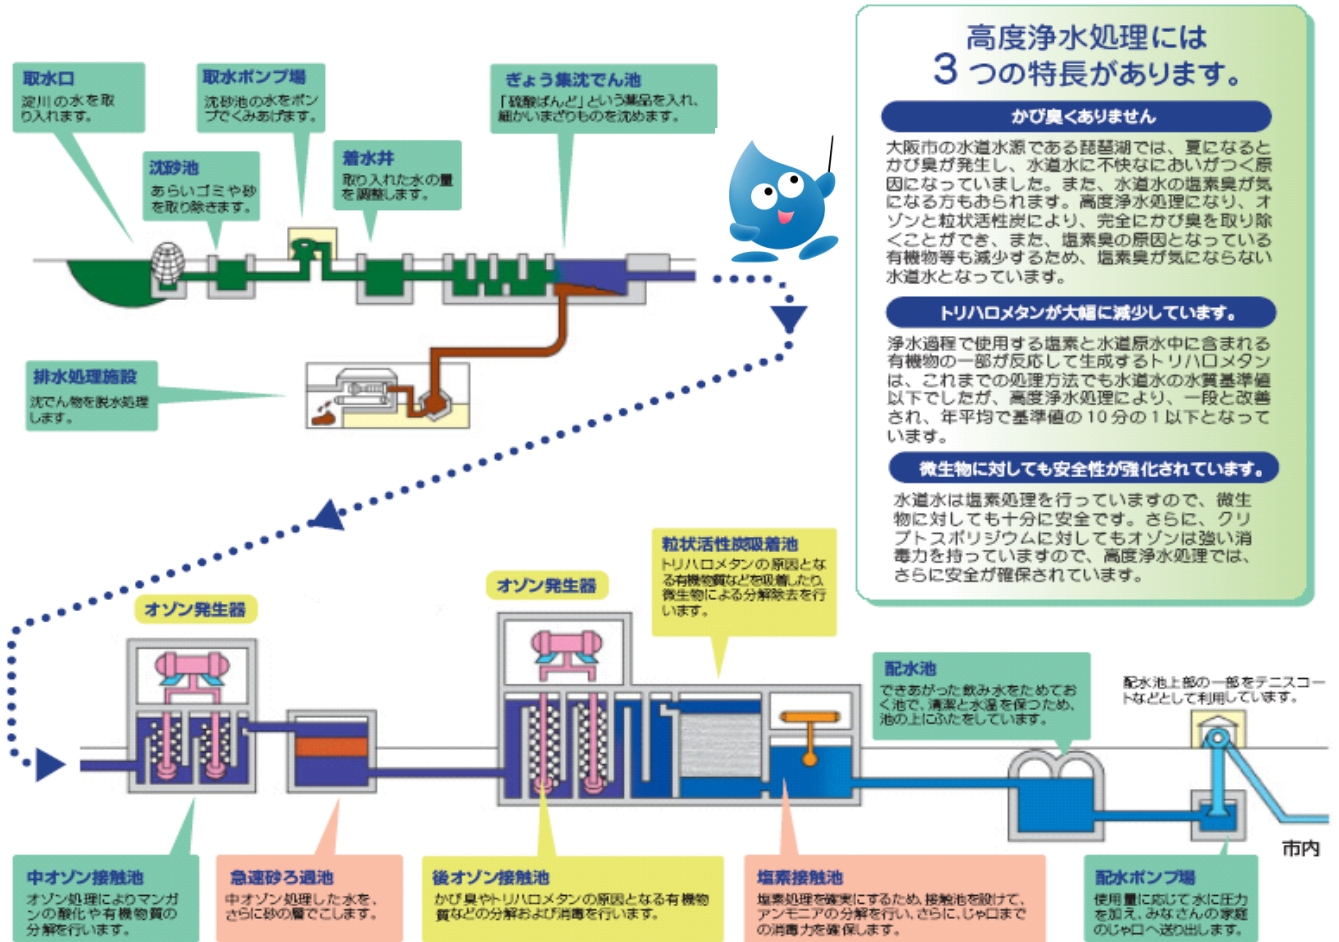 取水口
淀川の水を取
り入れます。
沈砂池
あらいゴミや砂
を取り除きます。
取水ポンプ場
沈砂池の水をポン
プでくみあげます。
着水井
取り入れた水の量
を調整します。
ぎょう集沈でん池
「硫酸ばんど」という薬品を入れ、
細かいまざりものを沈めます。
排水処理施設
沈でん物を脱水処理
します。
高度浄水処理には
3つの特長があります。
かび臭くありません
大阪市の水道水源である琵琶湖では、夏になると
かび臭が発生し、水道水に不快なにおいがつく原
因になっていました。また、水道水の塩素臭が気
になる方もおられます。高度浄水処理になり、オ
ゾンと粒状活性炭により、完全にかび臭を取り除
くことができ、また、塩素臭の原因となっている
有機物等も減少するため、塩素臭が気にならない
水道水となっています。
トリハロメタンが大幅に減少しています。
浄水過程で使用する塩素と水道原水中に含まれる
有機物の一部が反応して生成するトリハロメタン
は、これまでの処理方法でも水道水の水質基準値
以下でしたが、高度浄水処理により、一段と改善
され、年平均で基準値の10分の1以下となって
います。
微生物に対しても安全性が強化されています。
水道水は塩素処理を行っていますので、微生
物に対しても十分に安全です。さらに、クリ
プトスポリジウムに対してもオゾンは強い消
毒力を持っていますので、高度浄水処理では、
さらに安全が確保されています。
オゾン発生器
オゾン発生器
粒状活性炭吸着池
トリハロメタンの原因とな
る有機物質などを吸着したり、
微生物による分解除去を行
います。
配水池
できあがった飲み水をためてお
く池で、清潔と水温を保つため、
池の上にふたをしています。
配水池上部の一部をテニスコー
トなどとして利用しています。
市内
中オゾン接触池
オゾン処理によりマンガ
ンの酸化や有機物質の
分解を行います。
急速砂ろ過池
中オゾン処理した水を、
さらに砂の層でこします。
後オゾン接触池
かび臭やトリハロメタンの原因となる有機物
質などの分解および消毒を行います。
塩素接触池
塩素処理を確実にするため、接触池を設けて、
アンモニアの分解を行い、さらに、じゃ口まで
の消毒力を確保します。
配水ポンプ場
使用量に応じて水に圧力
を加え、みなさんの家庭
のじゃ口へ送り出します。